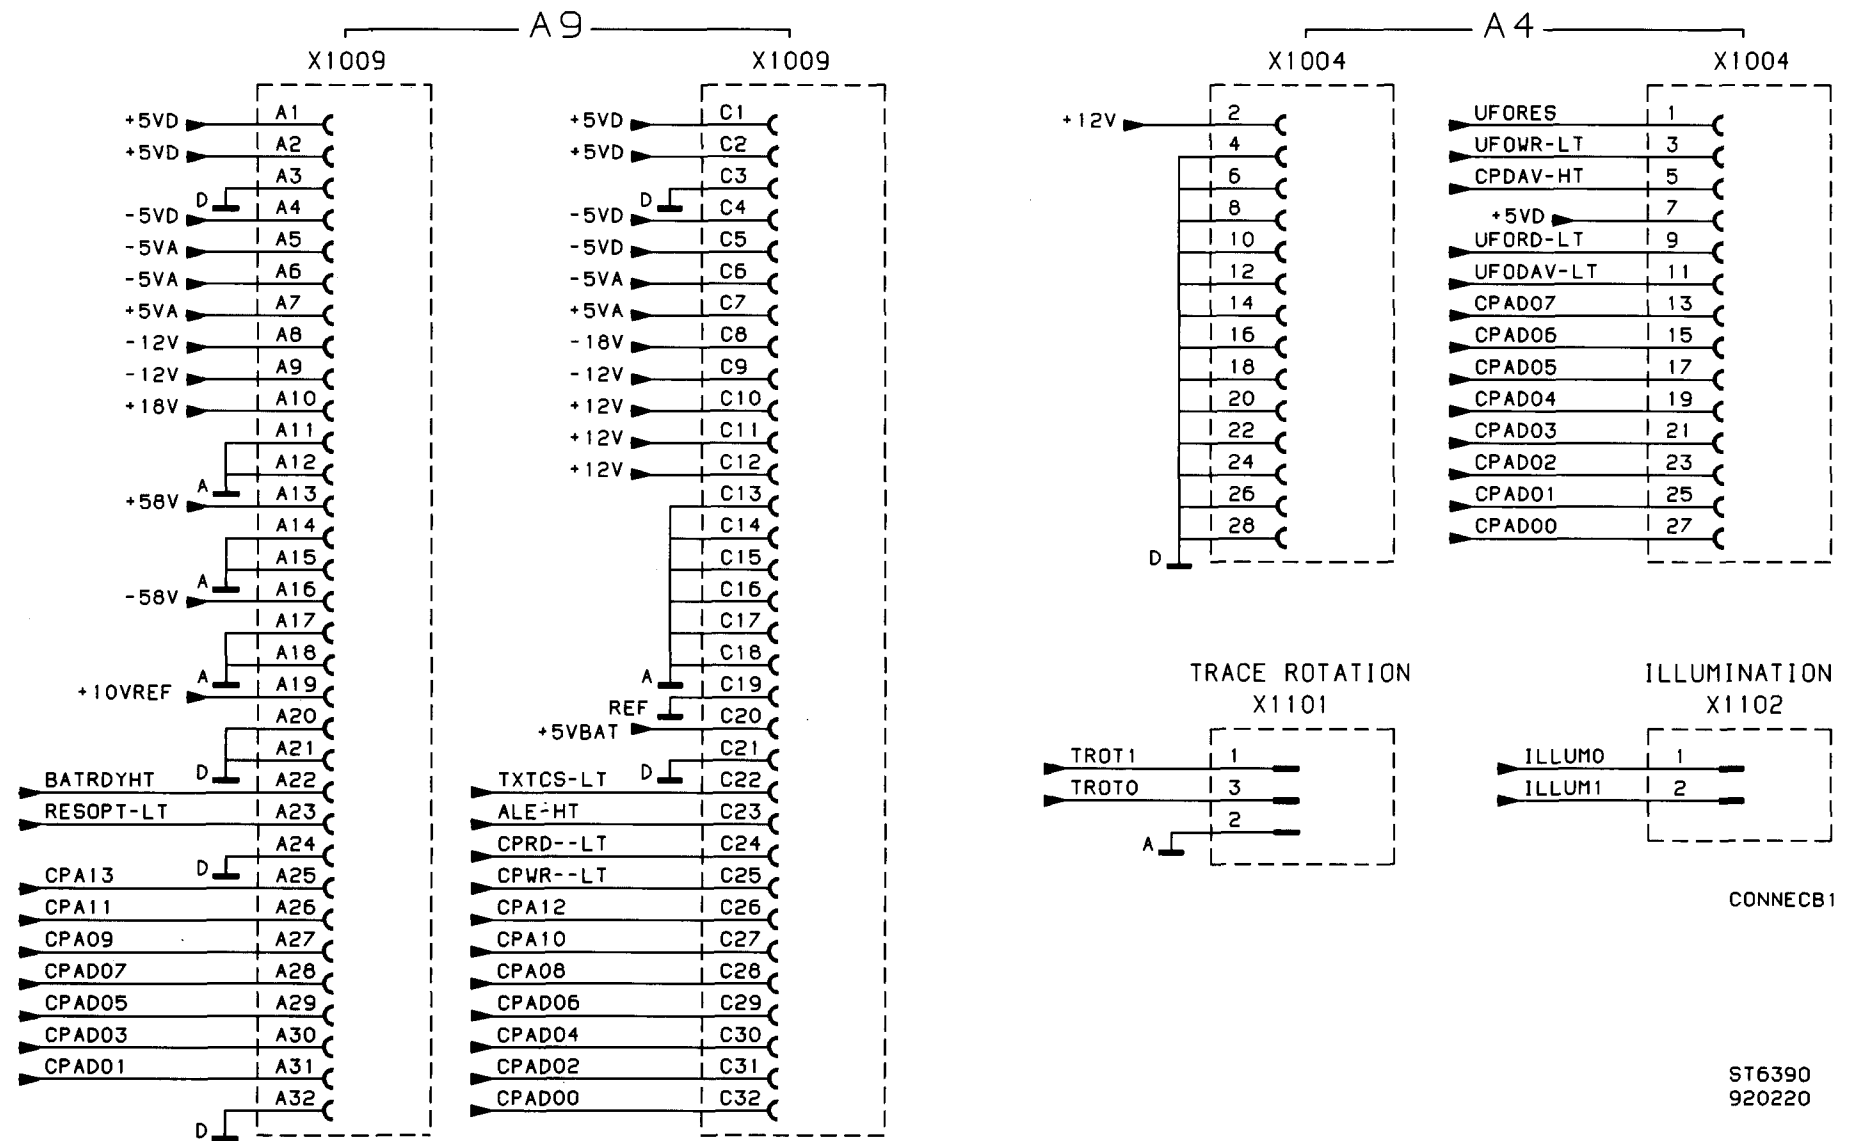 A9
X1009
X1009
+5VD A1
+5VD A2
A3
D
-5VD A4
-5VA A5
-5VA A6
+5VA A7
-12V A8
-12V A9
+18V A10
A11
A12
A
+58V A13
A14
A15
A
-58V A16
A17
A18
A
+10VREF A19
A20
A21
D
BATRDYHT A22
RESOPT-LT A23
A24
D
CPA13 A25
CPA11 A26
CPA09 A27
CPAD07 A28
CPAD05 A29
CPAD03 A30
CPAD01 A31
A32
D
+5VD C1
+5VD C2
C3
D
-5VD C4
-5VD C5
-5VA C6
+5VA C7
-18V C8
-12V C9
+12V C10
+12V C11
+12V C12
C13
C14
C15
C16
C17
C18
A
C19
REF
+5VBAT C20
C21
D
TXTCS-LT C22
ALE-HT C23
CPRD--LT C24
CPWR--LT C25
CPA12 C26
CPA10 C27
CPA08 C28
CPAD06 C29
CPAD04 C30
CPAD02 C31
CPAD00 C32
A4
X1004
X1004
+12V 2
4
6
8
10
12
14
16
18
20
22
24
26
28
D
UFORES 1
UFOWR-LT 3
CPDAV-HT 5
+5VD 7
UFORD-LT 9
UFODAV-LT 11
CPAD07 13
CPAD06 15
CPAD05 17
CPAD04 19
CPAD03 21
CPAD02 23
CPAD01 25
CPAD00 27
TRACE ROTATION
X1101
TROT1 1
TROT0 3
2
A
ILLUMINATION
X1102
ILLUM0 1
ILLUM1 2
CONNECB1
ST6390
920220